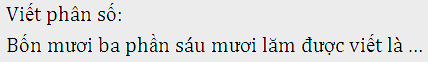 Viết phân số:
Bốn mươi ba phần sáu mươi lăm được viết là ...